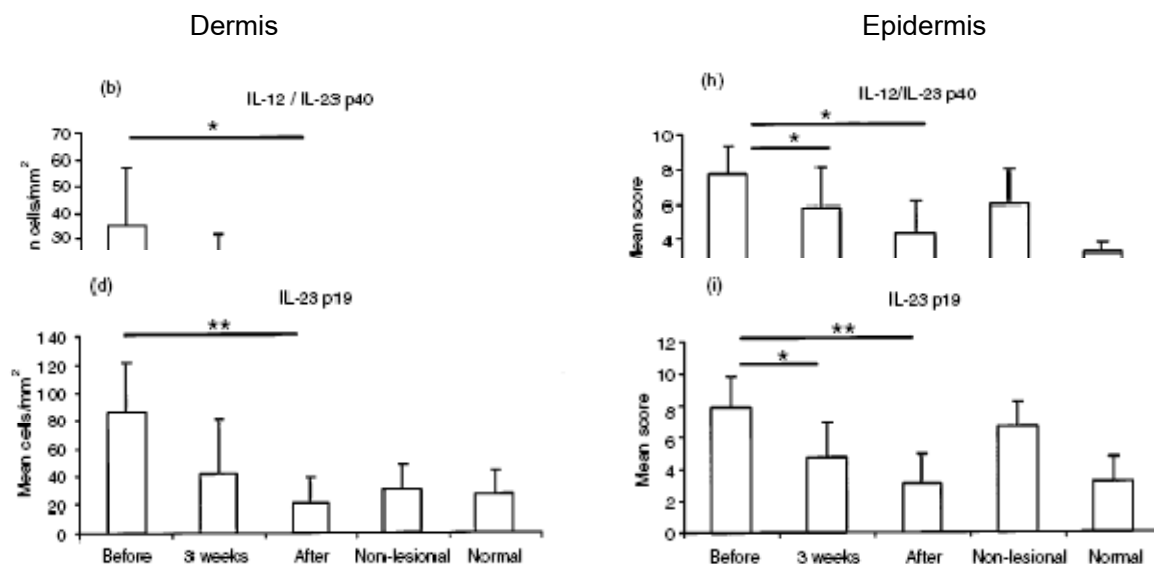 Dermis
Epidermis
(b)
IL-12 / IL-23 p40
*
70
60
50
40
30
n cells/mm²
(h)
IL-12/IL-23 p40
*
*
10
8
6
4
Mean score
(d)
IL-23 p19
**
140
120
100
80
60
40
20
0
Mean cells/mm²
Before
3 weeks
After
Non-lesional
Normal
(i)
IL-23 p19
**
*
12
10
8
6
4
2
0
Mean score
Before
3 weeks
After
Non-lesional
Normal